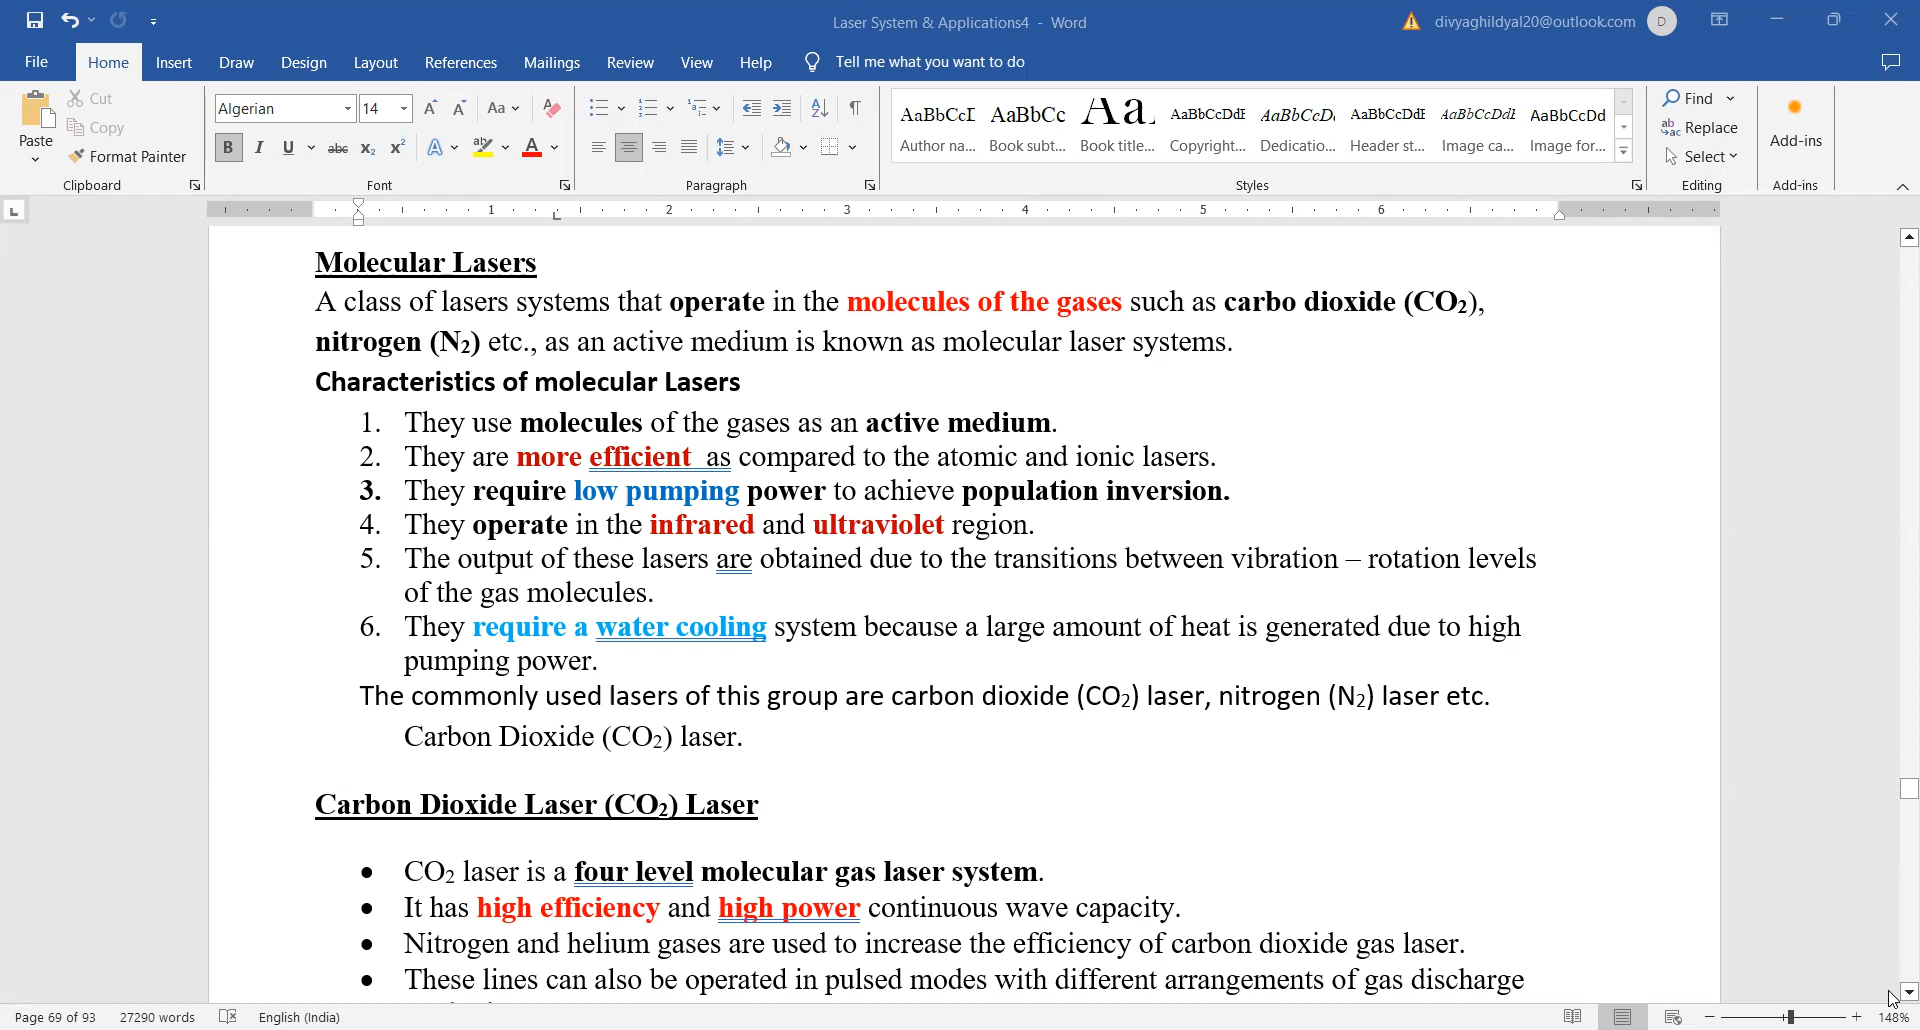 Laser System & Applications4 - Word
divyaghildyal20@outlook.com
D
File Home Insert Draw Design Layout References Mailings Review View Help Tell me what you want to do
Paste
Cut
Copy
Format Painter
Clipboard
Algerian 14
Font
Paragraph
AaBbCcI AaBbCc Aa. AaBbCcDdE AaBbCcD AaBbCcDdE AaBbCcDdI AaBbCcDd
Author na... Book subt... Book title... Copyright... Dedicatio... Header st... Image ca... Image for...
Styles
Find
Replace
Select
Editing
Add-ins
Add-ins
1 2 3 4 5 6
Molecular Lasers
A class of lasers systems that operate in the molecules of the gases such as carbo dioxide (CO₂),
nitrogen (N₂) etc., as an active medium is known as molecular laser systems.
Characteristics of molecular Lasers
1. They use molecules of the gases as an active medium.
2. They are more efficient as compared to the atomic and ionic lasers.
3. They require low pumping power to achieve population inversion.
4. They operate in the infrared and ultraviolet region.
5. The output of these lasers are obtained due to the transitions between vibration – rotation levels
of the gas molecules.
6. They require a water cooling system because a large amount of heat is generated due to high
pumping power.
The commonly used lasers of this group are carbon dioxide (CO₂) laser, nitrogen (N₂) laser etc.
Carbon Dioxide (CO₂) laser.
Carbon Dioxide Laser (CO₂) Laser
• CO₂ laser is a four level molecular gas laser system.
• It has high efficiency and high power continuous wave capacity.
• Nitrogen and helium gases are used to increase the efficiency of carbon dioxide gas laser.
• These lines can also be operated in pulsed modes with different arrangements of gas discharge
Page 69 of 93 27290 words English (India) 148%